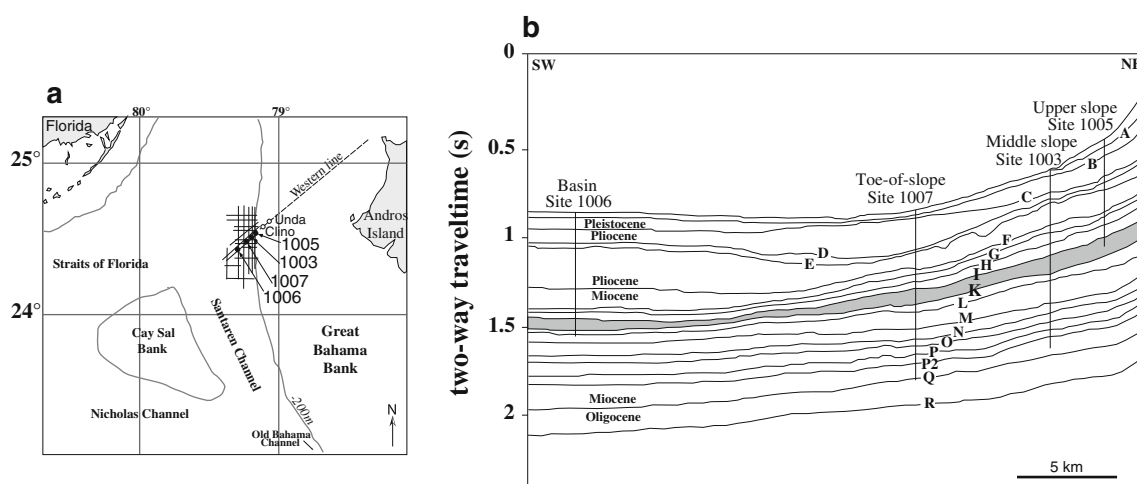 a
Florida
80°
79°
25°
Western line
Unda
Clino
Andros
Island
1005
1003
1007
1006
Straits of Florida
24°
Cay Sal
Bank
Santaren Channel
Great
Bahama
Bank
Nicholas Channel
-200m
N
Old Bahama
Channel
b
0
SW
NE
Upper slope
Site 1005
A
0.5
Middle slope
Site 1003
B
Basin
Site 1006
Toe-of-slope
Site 1007
C
two-way traveltime (s)
Pleistocene
Pliocene
1
D
E
F
G
H
I
K
Pliocene
Miocene
L
M
1.5
N
O
P
P2
Q
Miocene
R
Oligocene
2
5 km